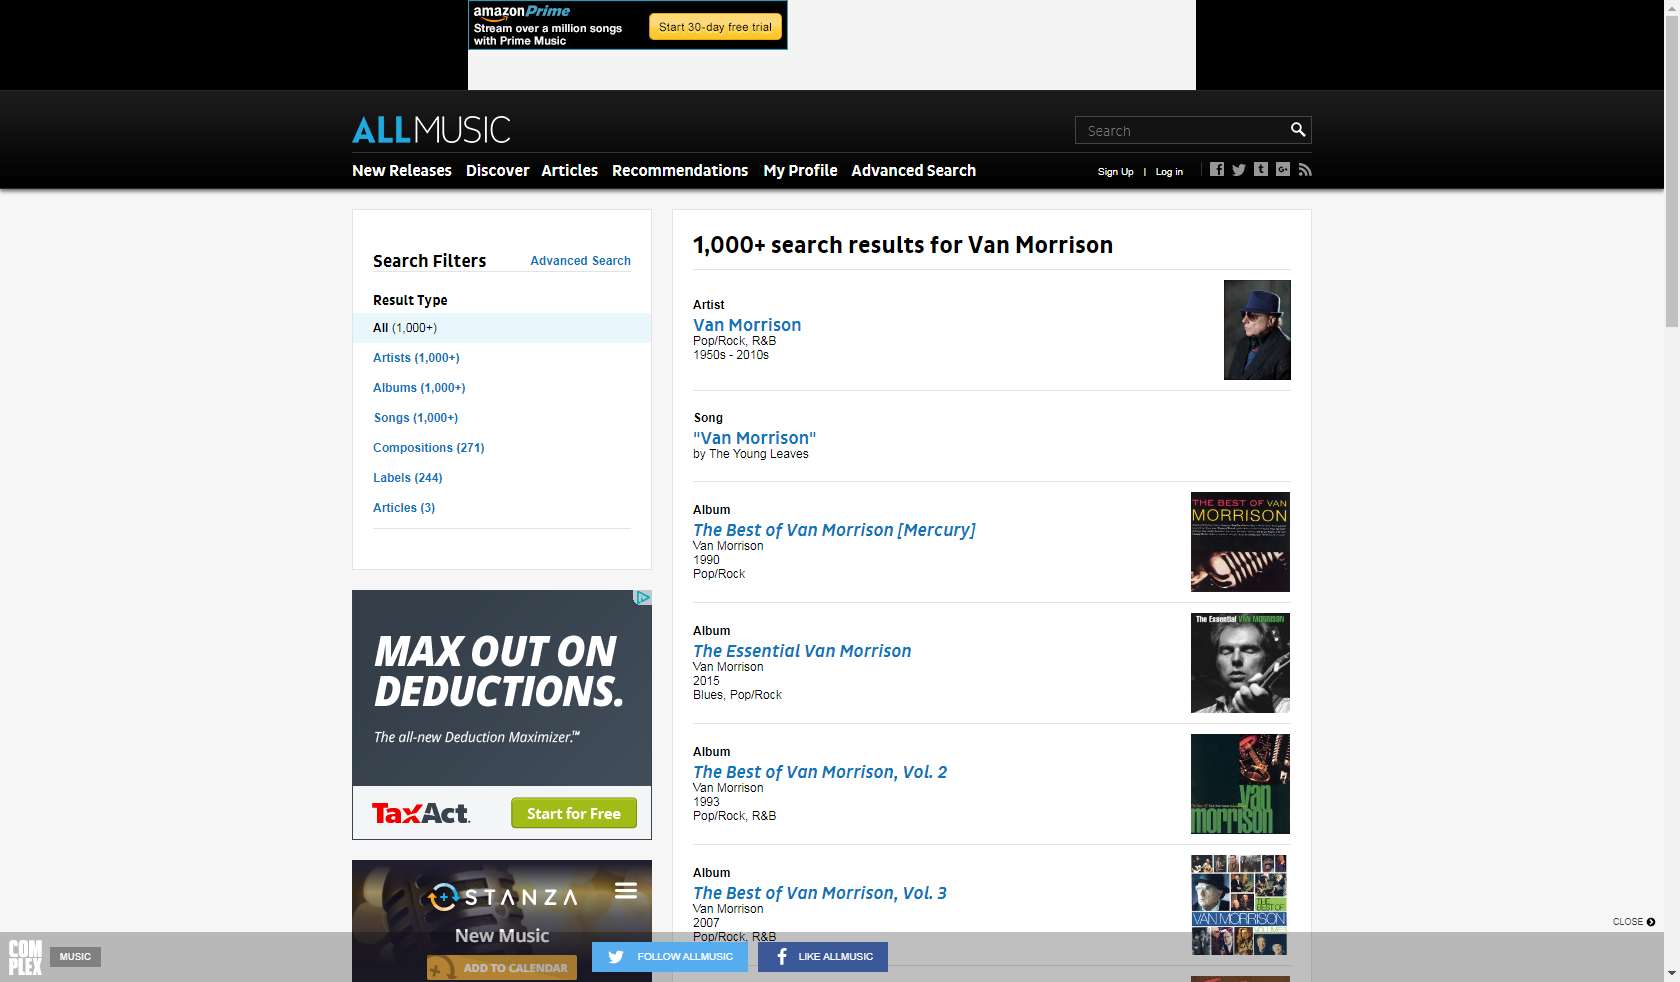 amazonPrime
Stream over a million songs
with Prime Music
Start 30-day free trial
ALLMUSIC
Search
New Releases Discover Articles Recommendations My Profile Advanced Search
Sign Up | Log in
Search Filters
Advanced Search
Result Type
All (1,000+)
Artists (1,000+)
Albums (1,000+)
Songs (1,000+)
Compositions (271)
Labels (244)
Articles (3)
MAX OUT ON
DEDUCTIONS.
The all-new Deduction Maximizer.™
TaxAct.
Start for Free
STANZA
New Music
ADD TO CALENDAR
1,000+ search results for Van Morrison
Artist
Van Morrison
Pop/Rock, R&B
1950s - 2010s
Song
"Van Morrison"
by The Young Leaves
Album
The Best of Van Morrison [Mercury]
Van Morrison
1990
Pop/Rock
THE BEST OF VAN
MORRISON
Album
The Essential Van Morrison
Van Morrison
2015
Blues, Pop/Rock
The Essential VAN MORRISON
Album
The Best of Van Morrison, Vol. 2
Van Morrison
1993
Pop/Rock, R&B
van
morrison
Album
The Best of Van Morrison, Vol. 3
Van Morrison
2007
Pop/Rock, R&B
THE
BEST OF
VAN MORRISON
CLOSE
COMPLEX
MUSIC
FOLLOW ALLMUSIC
LIKE ALLMUSIC